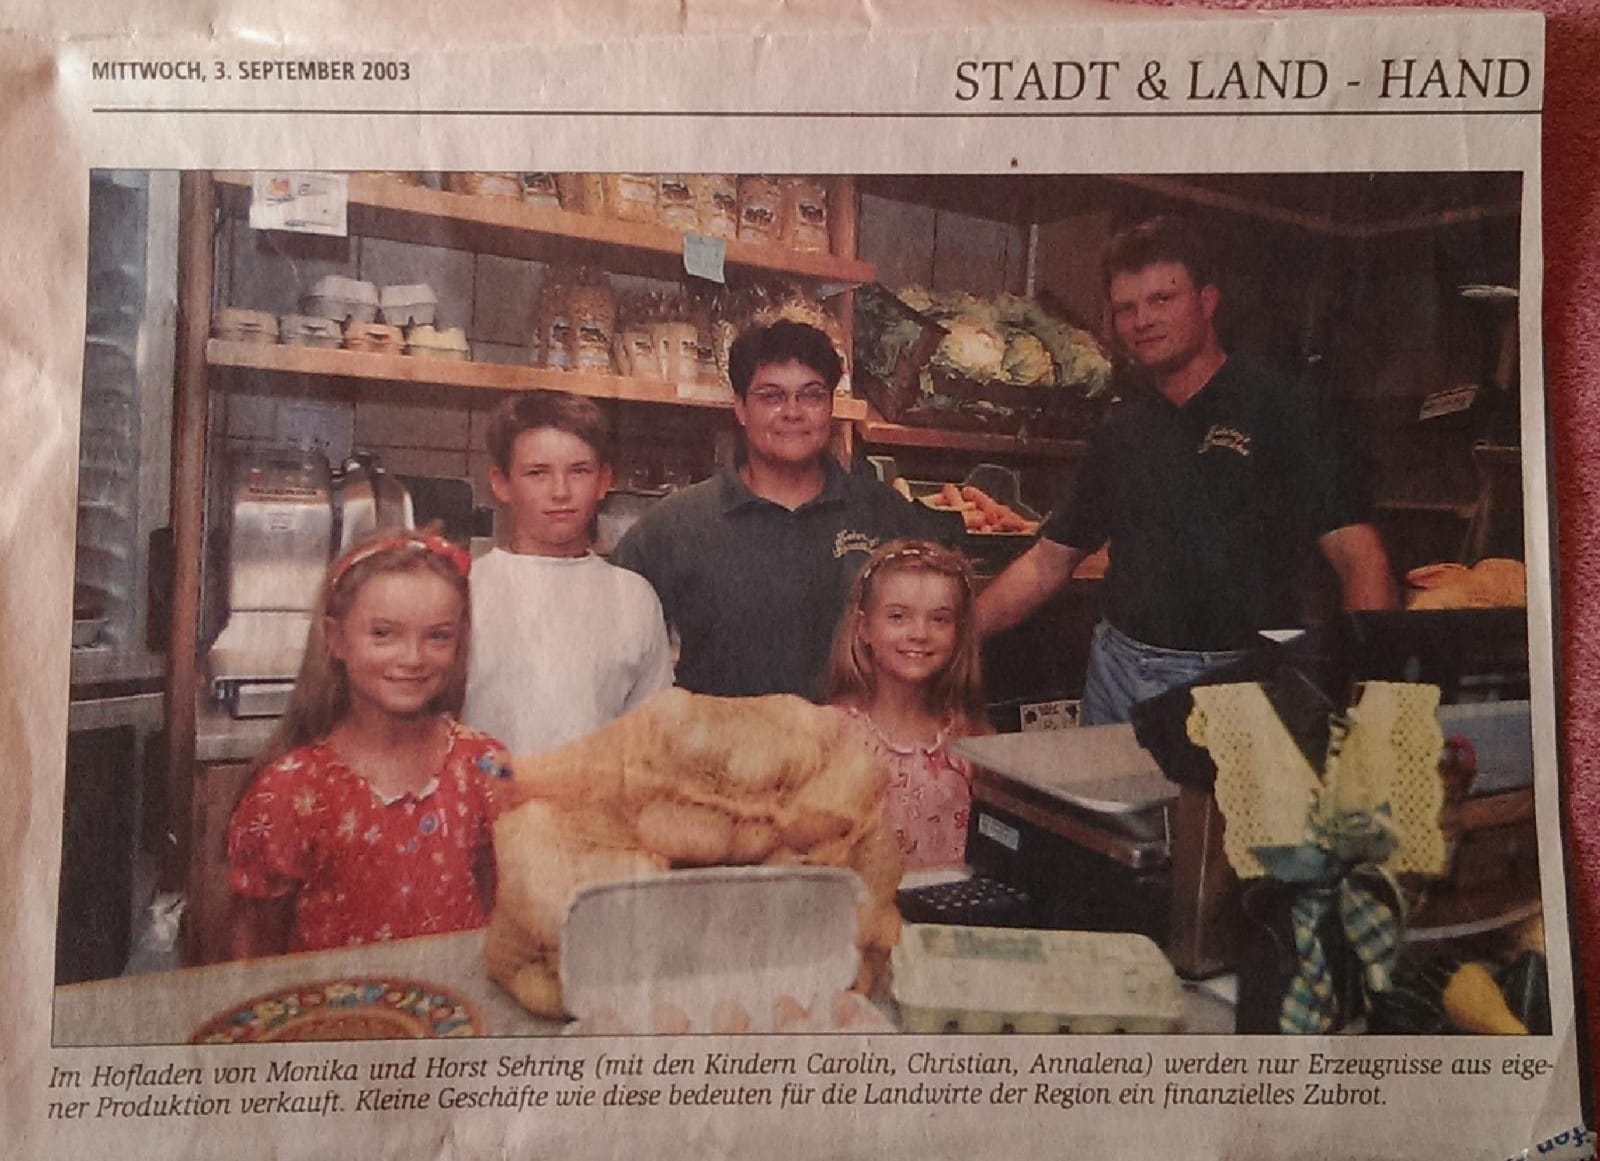 MITTWOCH, 3. SEPTEMBER 2003
STADT & LAND - HAND
Im Hofladen von Monika und Horst Sehring (mit den Kindern Carolin, Christian, Annalena) werden nur Erzeugnisse aus eige-
ner Produktion verkauft. Kleine Geschäfte wie diese bedeuten für die Landwirte der Region ein finanzielles Zubrot.